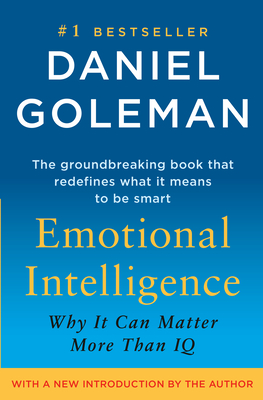 #1 BESTSELLER
DANIEL
GOLEMAN
The groundbreaking book that
redefines what it means
to be smart
Emotional
Intelligence
Why It Can Matter
More Than IQ
WITH A NEW INTRODUCTION BY THE AUTHOR